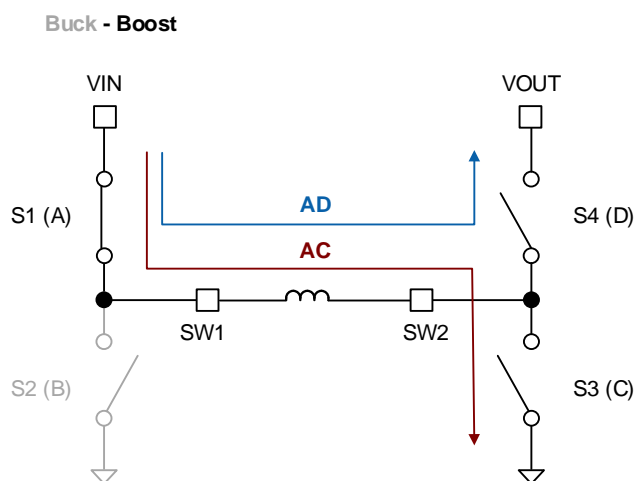 Buck - Boost
VIN
VOUT
S1 (A)
AD
S4 (D)
AC
SW1
SW2
S2 (B)
S3 (C)